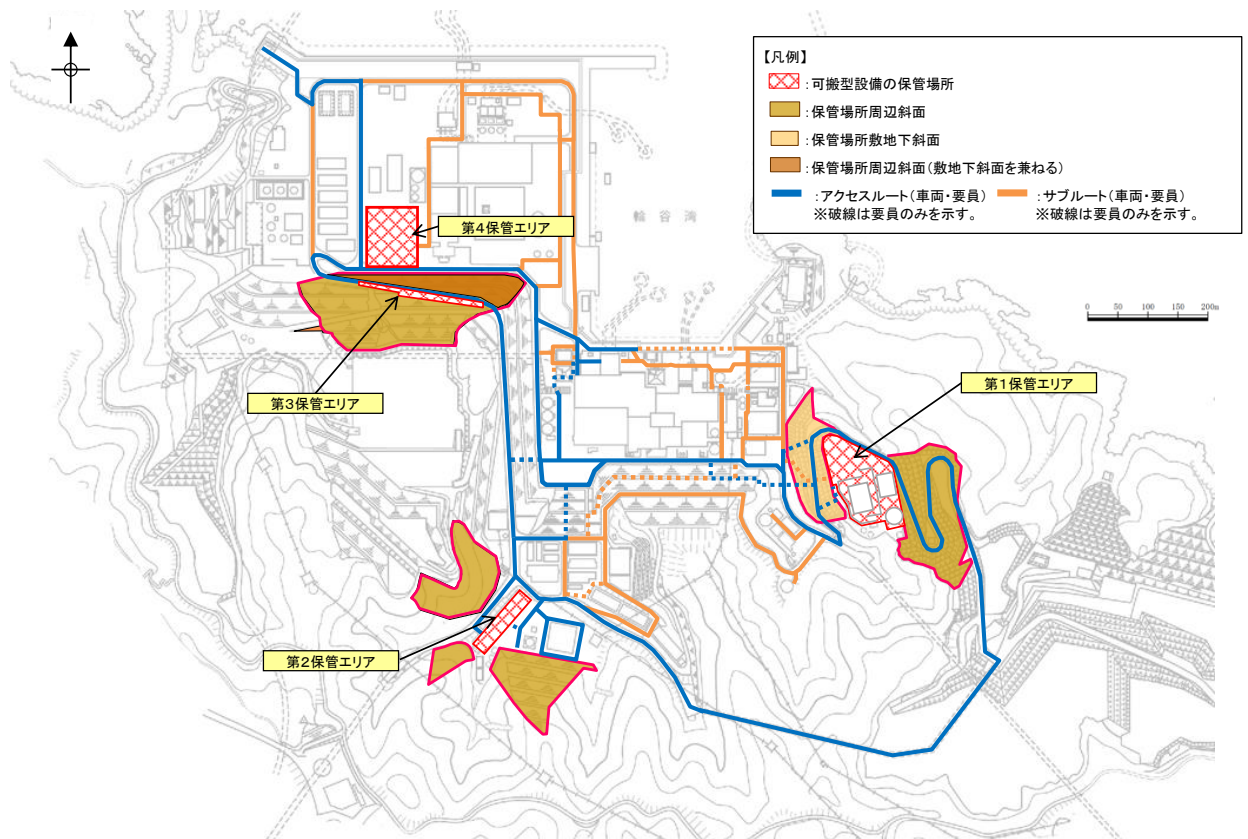 【凡例】
：可搬型設備の保管場所
：保管場所周辺斜面
：保管場所敷地下斜面
：保管場所周辺斜面(敷地下斜面を兼ねる)
：アクセスルート(車両・要員)
※破線は要員のみを示す。
：サブルート(車両・要員)
※破線は要員のみを示す。
第4保管エリア
輪谷湾
0 50 100 150 200m
第3保管エリア
第1保管エリア
第2保管エリア